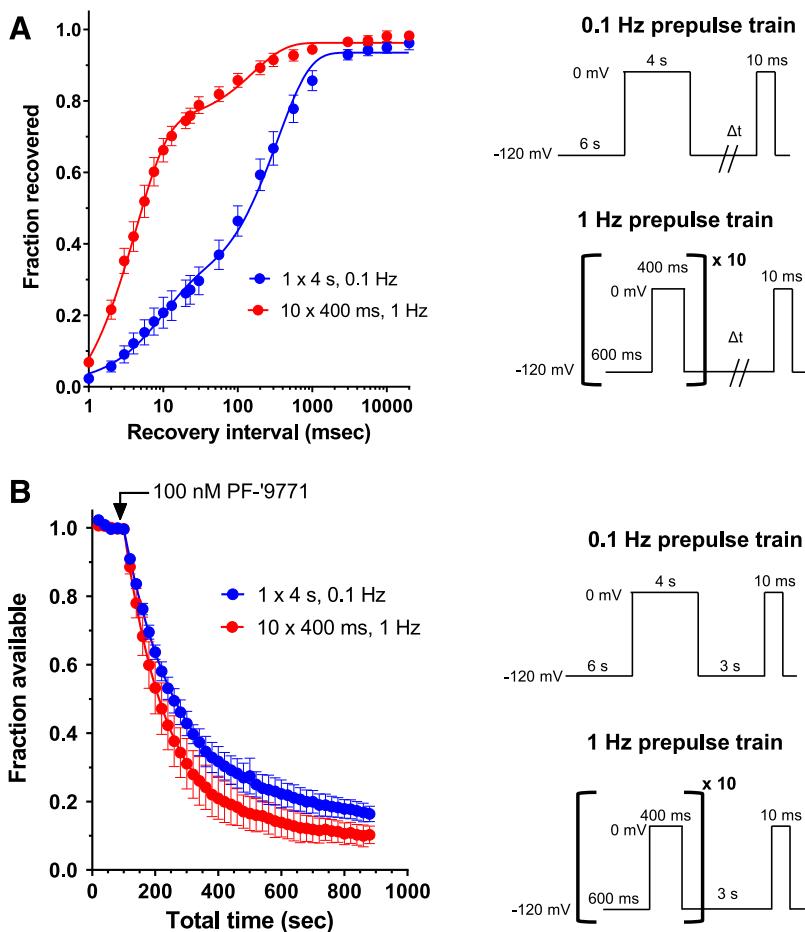 A
Fraction recovered
1.0
0.8
0.6
0.4
0.2
0.0
1 x 4 s, 0.1 Hz
10 x 400 ms, 1 Hz
1 10 100 1000 10000
Recovery interval (msec)
0.1 Hz prepulse train
4 s 10 ms
0 mV
6 s Δt
-120 mV
1 Hz prepulse train
x 10
400 ms 10 ms
0 mV
600 ms Δt
-120 mV
B
100 nM PF-'9771
Fraction available
1.0
0.8
0.6
0.4
0.2
0.0
1 x 4 s, 0.1 Hz
10 x 400 ms, 1 Hz
0 200 400 600 800 1000
Total time (sec)
0.1 Hz prepulse train
4 s 10 ms
0 mV
6 s 3 s
-120 mV
1 Hz prepulse train
x 10
400 ms 10 ms
0 mV
600 ms 3 s
-120 mV